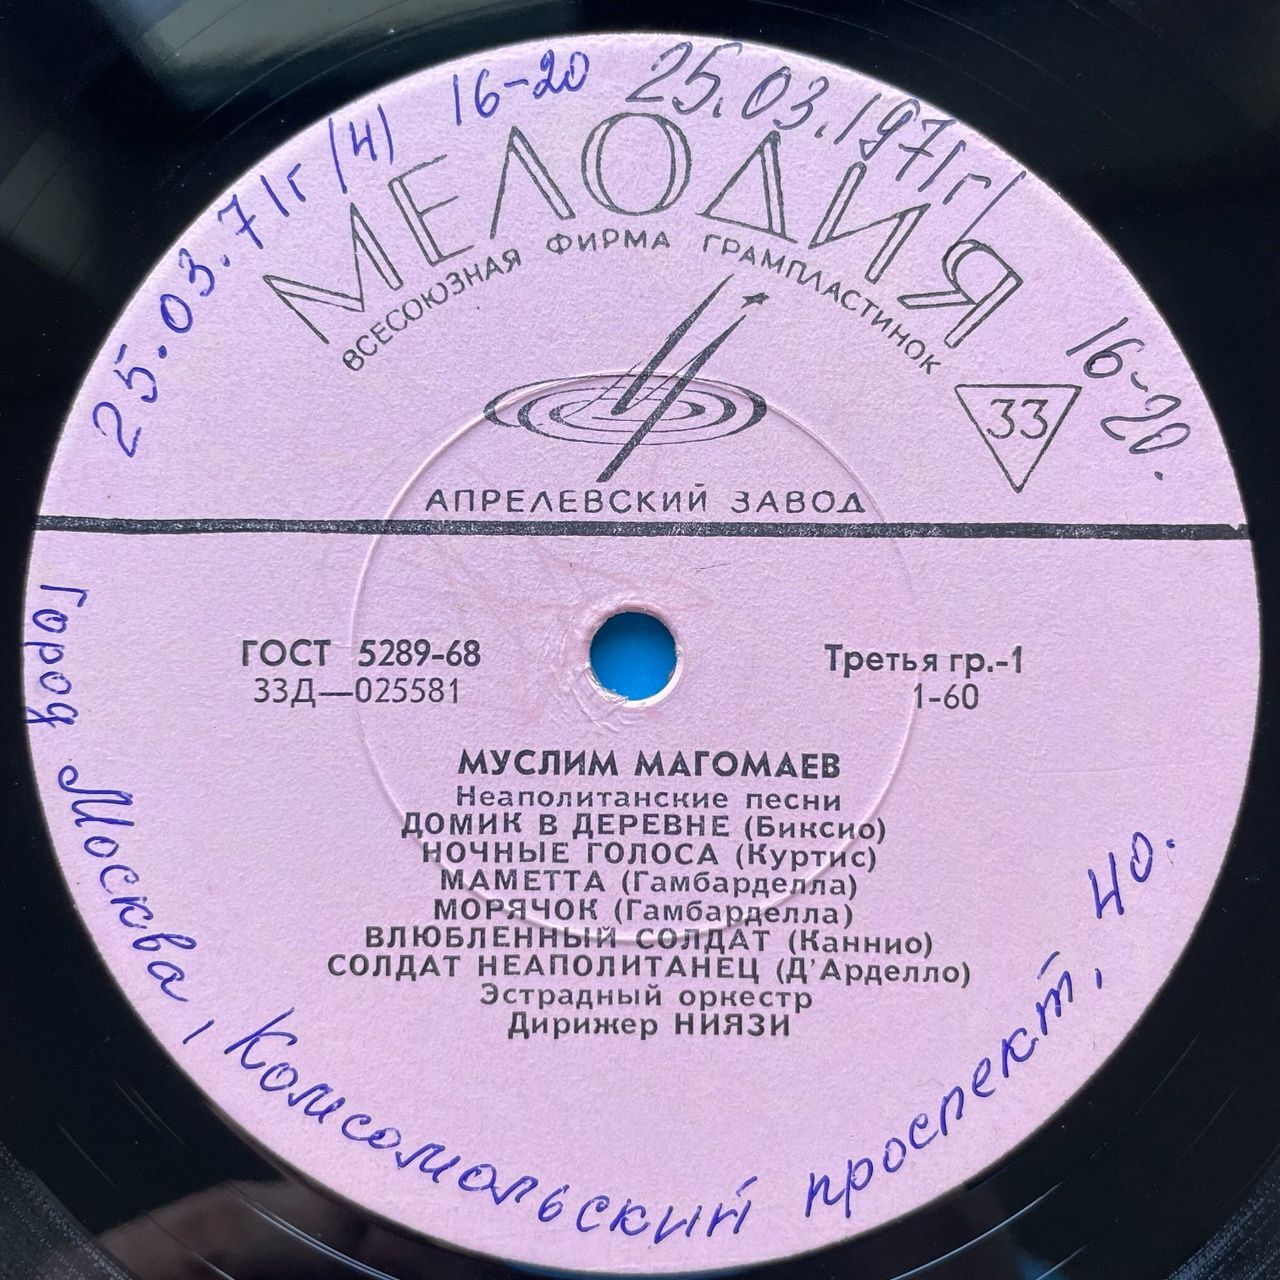 25.03.71г (4) 16-20 25.03.1971г
16-20.
МЕЛОДИЯ
ВСЕСОЮЗНАЯ ФИРМА ГРАМПЛАСТИНОК
33
АПРЕЛЕВСКИЙ ЗАВОД
ГОСТ 5289-68
33Д—025581
Третья гр.-1
1-60
МУСЛИМ МАГОМАЕВ
Неаполитанские песни
ДОМИК В ДЕРЕВНЕ (Биксио)
НОЧНЫЕ ГОЛОСА (Куртис)
МАМЕТТА (Гамбарделла)
МОРЯЧОК (Гамбарделла)
ВЛЮБЛЕННЫЙ СОЛДАТ (Каннио)
СОЛДАТ НЕАПОЛИТАНЕЦ (Д'Арделло)
Эстрадный оркестр
Дирижер НИЯЗИ
Город Москва, Комсомольский проспект, 40.